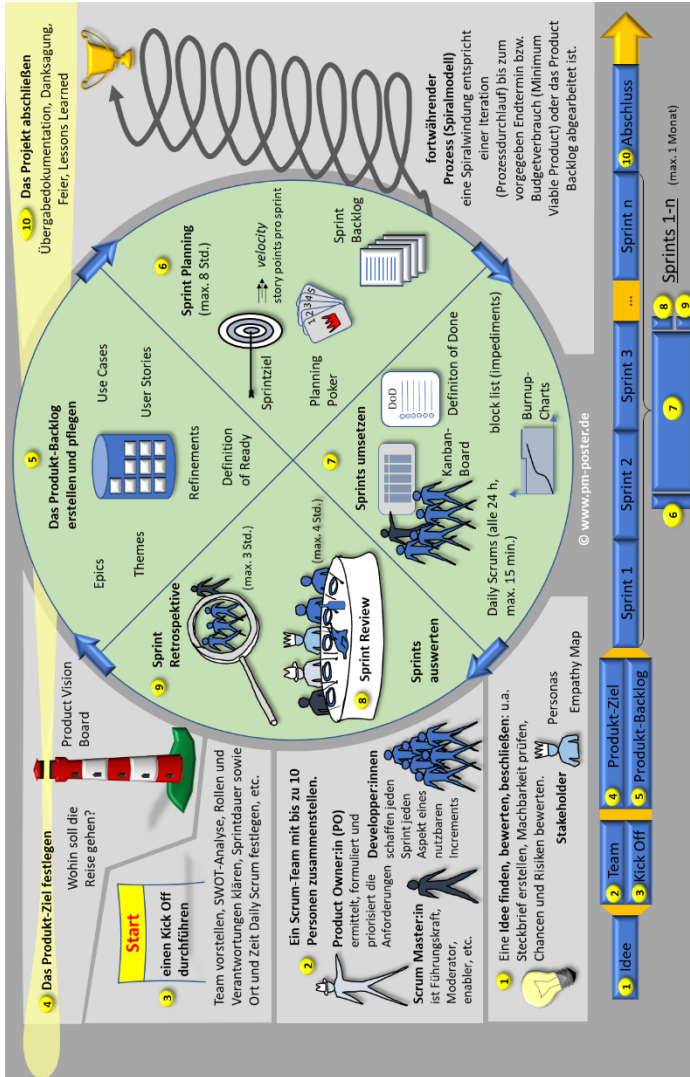 4 Das Produkt-Ziel festlegen
Wohin soll die
Reise gehen?
Product Vision
Board
Start
3
einen Kick Off
durchführen
Team vorstellen, SWOT-Analyse, Rollen und
Verantwortungen klären, Sprintdauer sowie
Ort und Zeit Daily Scrum festlegen, etc.
2
Ein Scrum-Team mit bis zu 10
Personen zusammenstellen.
Product Owner:in (PO)
ermittelt, formuliert und
priorisiert die
Anforderungen
Developper:innen
schaffen jeden
Sprint jeden
Aspekt eines
nutzbaren
Increments
Scrum Master:in
ist Führungskraft,
Moderator,
enabler, etc.
1
Eine Idee finden, bewerten, beschließen: u.a.
Steckbrief erstellen, Machbarkeit prüfen,
Chancen und Risiken bewerten.
Stakeholder
Personas
Empathy Map
5
Das Produkt-Backlog
erstellen und pflegen
Epics
Themes
Use Cases
User Stories
Refinements
Definition
of Ready
6
Sprint Planning
(max. 8 Std.)
velocity
story points pro sprint
Sprintziel
Planning
Poker
1 2 3 4 5
Sprint
Backlog
7
Sprints umsetzen
DoD
Definiton of Done
Kanban-
Board
block list (impediments)
Daily Scrums (alle 24 h,
max. 15 min.)
Burnup-
Charts
8
Sprint Review
(max. 4 Std.)
Sprints
auswerten
9
Sprint
Retrospektive
(max. 3 Std.)
10 Das Projekt abschließen
Übergabedokumentation, Danksagung,
Feier, Lessons Learned
fortwährender
Prozess (Spiralmodell)
eine Spiralwindung entspricht
einer Iteration
(Prozessdurchlauf) bis zum
vorgegeben Endtermin bzw.
Budgetverbrauch (Minimum
Viable Product) oder das Product
Backlog abgearbeitet ist.
© www.pm-poster.de
1 Idee
2 Team
3 Kick Off
4 Produkt-Ziel
5 Produkt-Backlog
Sprint 1
Sprint 2
Sprint 3
...
Sprint n
10 Abschluss
6
7
8
9
Sprints 1-n
(max. 1 Monat)